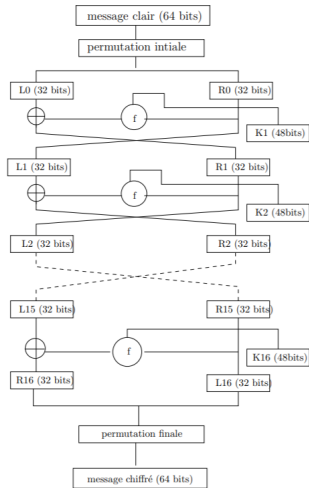 message clair (64 bits)
permutation intiale
L0 (32 bits)
R0 (32 bits)
f
K1 (48bits)
L1 (32 bits)
R1 (32 bits)
f
K2 (48bits)
L2 (32 bits)
R2 (32 bits)
L15 (32 bits)
R15 (32 bits)
f
K16 (48bits)
R16 (32 bits)
L16 (32 bits)
permutation finale
message chiffré (64 bits)